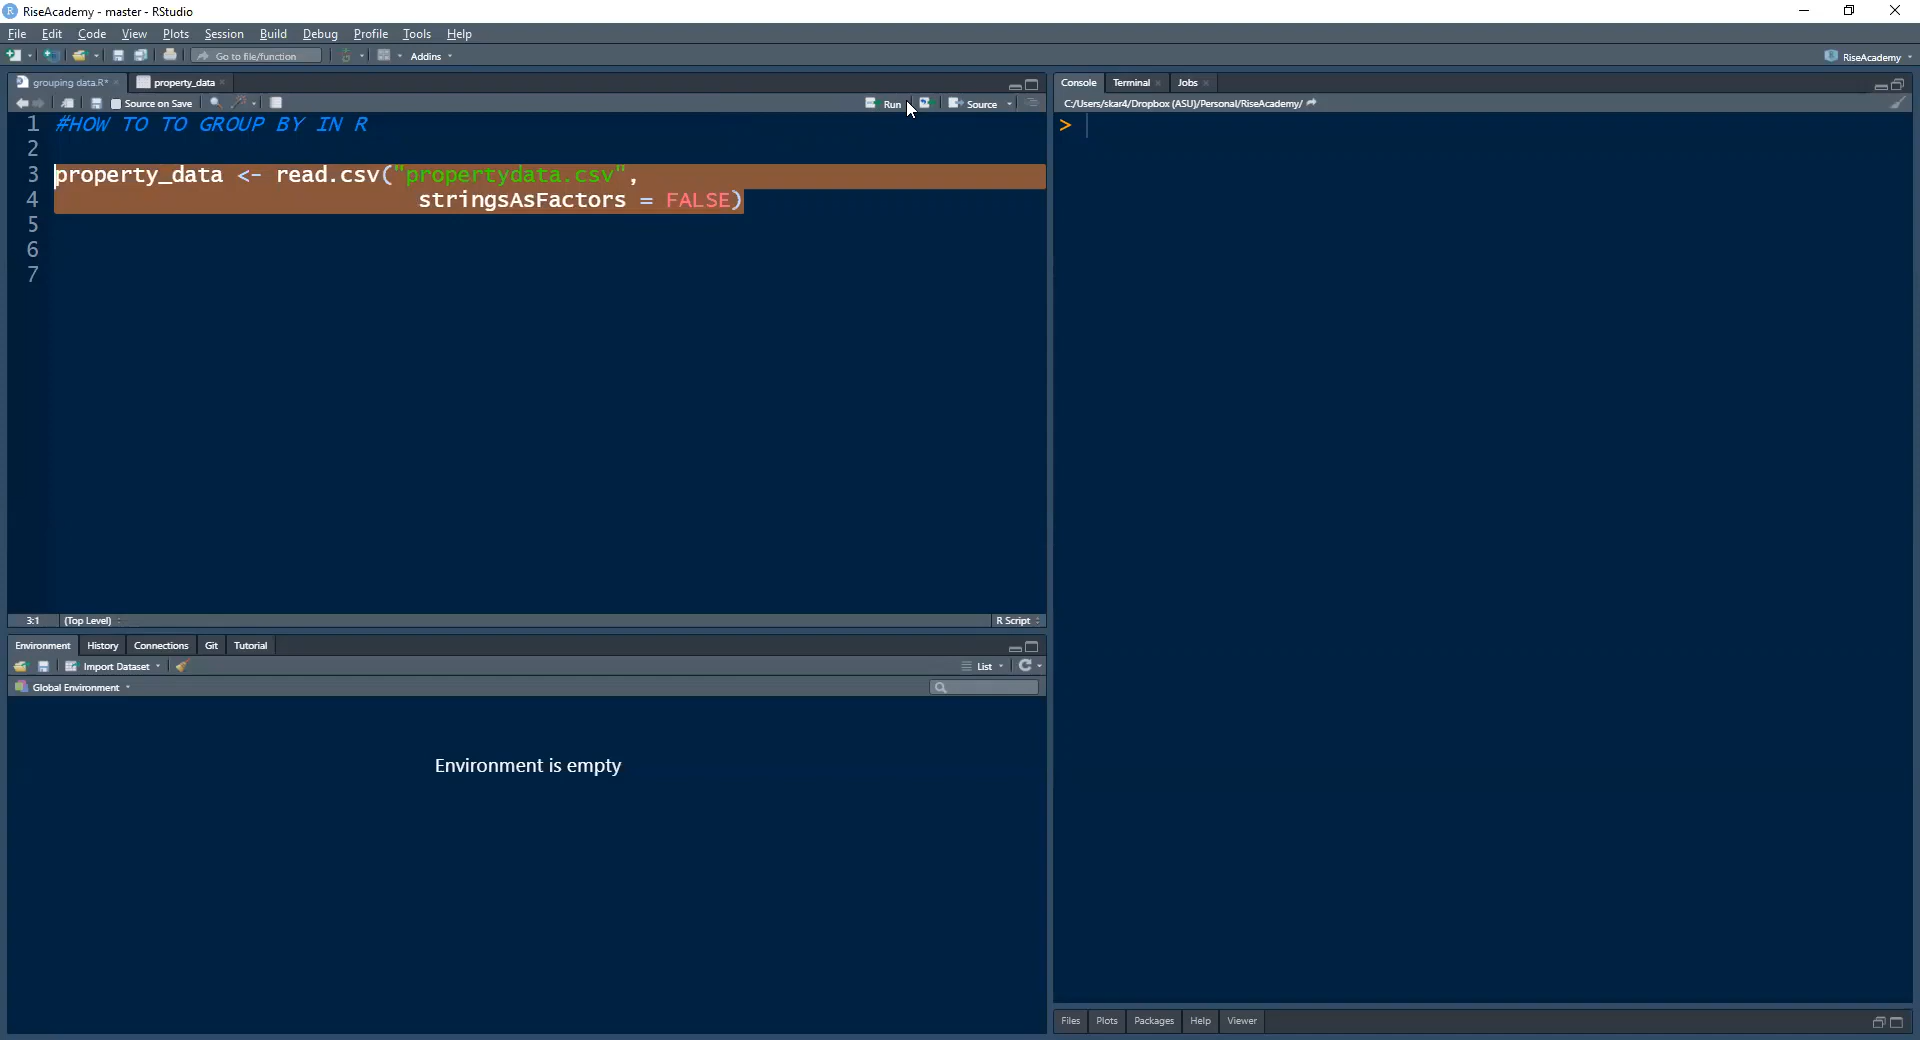 RiseAcademy - master - RStudio
File Edit Code View Plots Session Build Debug Profile Tools Help
Go to file/function Addins RiseAcademy
grouping data.R* property_data
Source on Save Run Source
1 #HOW TO TO GROUP BY IN R
2
3 property_data <- read.csv("propertydata.csv",
4 stringsAsFactors = FALSE)
5
6
7
3:1 (Top Level) R Script
Environment History Connections Git Tutorial
Import Dataset List
Global Environment
Environment is empty
Console Terminal Jobs
C:/Users/skar4/Dropbox (ASU)/Personal/RiseAcademy/
>
Files Plots Packages Help Viewer